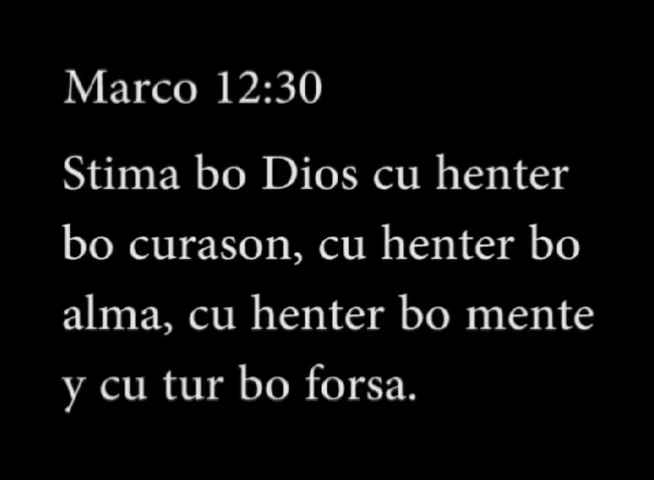 Marco 12:30
Stima bo Dios cu henter
bo curason, cu henter bo
alma, cu henter bo mente
y cu tur bo forsa.